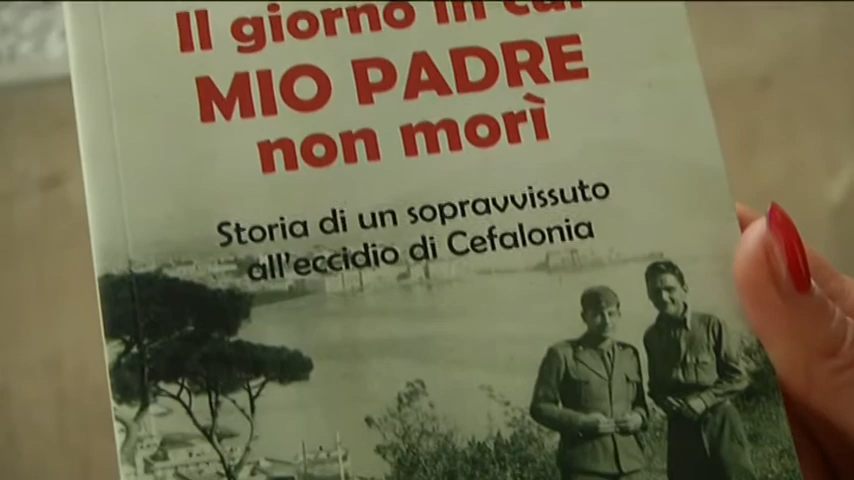 Il giorno in cui
MIO PADRE
non morì
Storia di un sopravvissuto
all'eccidio di Cefalonia